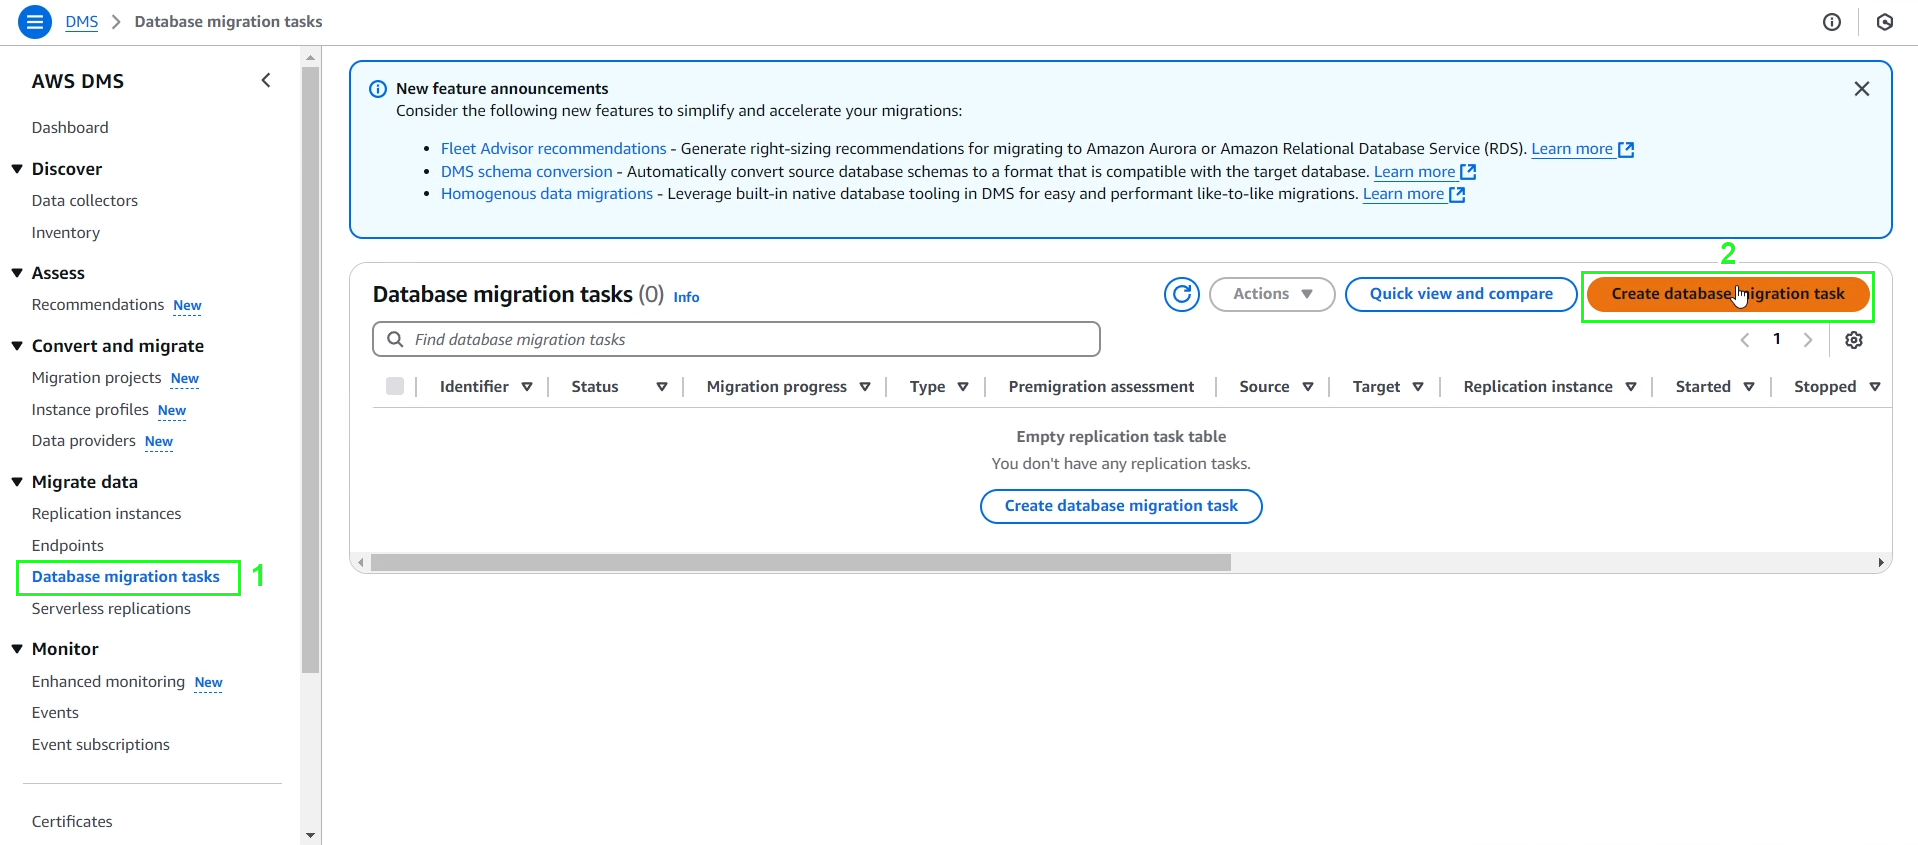 DMS > Database migration tasks
AWS DMS
Dashboard
Discover
Data collectors
Inventory
Assess
Recommendations New
Convert and migrate
Migration projects New
Instance profiles New
Data providers New
Migrate data
Replication instances
Endpoints
Database migration tasks 1
Serverless replications
Monitor
Enhanced monitoring New
Events
Event subscriptions
Certificates
New feature announcements
Consider the following new features to simplify and accelerate your migrations:
• Fleet Advisor recommendations - Generate right-sizing recommendations for migrating to Amazon Aurora or Amazon Relational Database Service (RDS). Learn more
• DMS schema conversion - Automatically convert source database schemas to a format that is compatible with the target database. Learn more
• Homogenous data migrations - Leverage built-in native database tooling in DMS for easy and performant like-to-like migrations. Learn more
2
Database migration tasks (0) Info Actions Quick view and compare Create database migration task
Find database migration tasks 1
Identifier Status Migration progress Type Premigration assessment Source Target Replication instance Started Stopped
Empty replication task table
You don't have any replication tasks.
Create database migration task